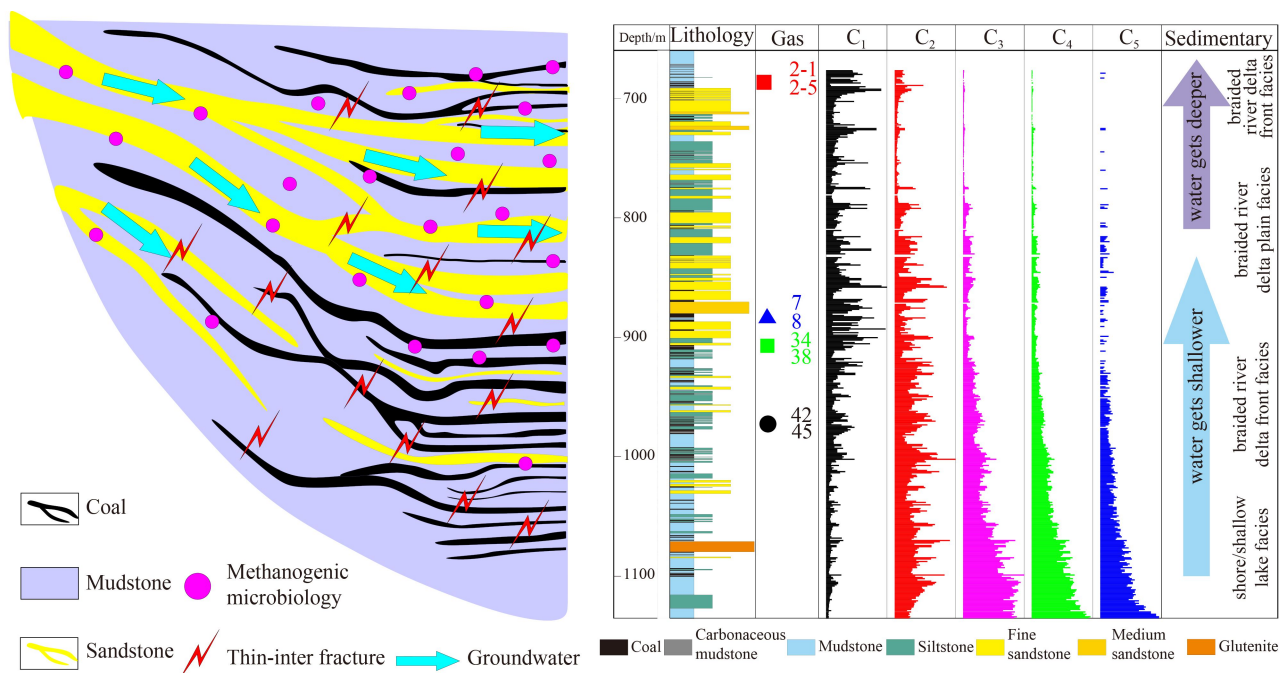 Coal
Mudstone
Sandstone
Methanogenic
microbiology
Thin-inter fracture
Groundwater
Depth/m
Lithology
Gas
C1
C2
C3
C4
C5
Sedimentary
700
800
900
1000
1100
2-1
2-5
7
8
34
38
42
45
water gets deeper
water gets shallower
braided
river delta
front facies
braided river
delta plain facies
braided river
delta front facies
shore/shallow
lake facies
Coal
Carbonaceous
mudstone
Mudstone
Siltstone
Fine
sandstone
Medium
sandstone
Glutenite